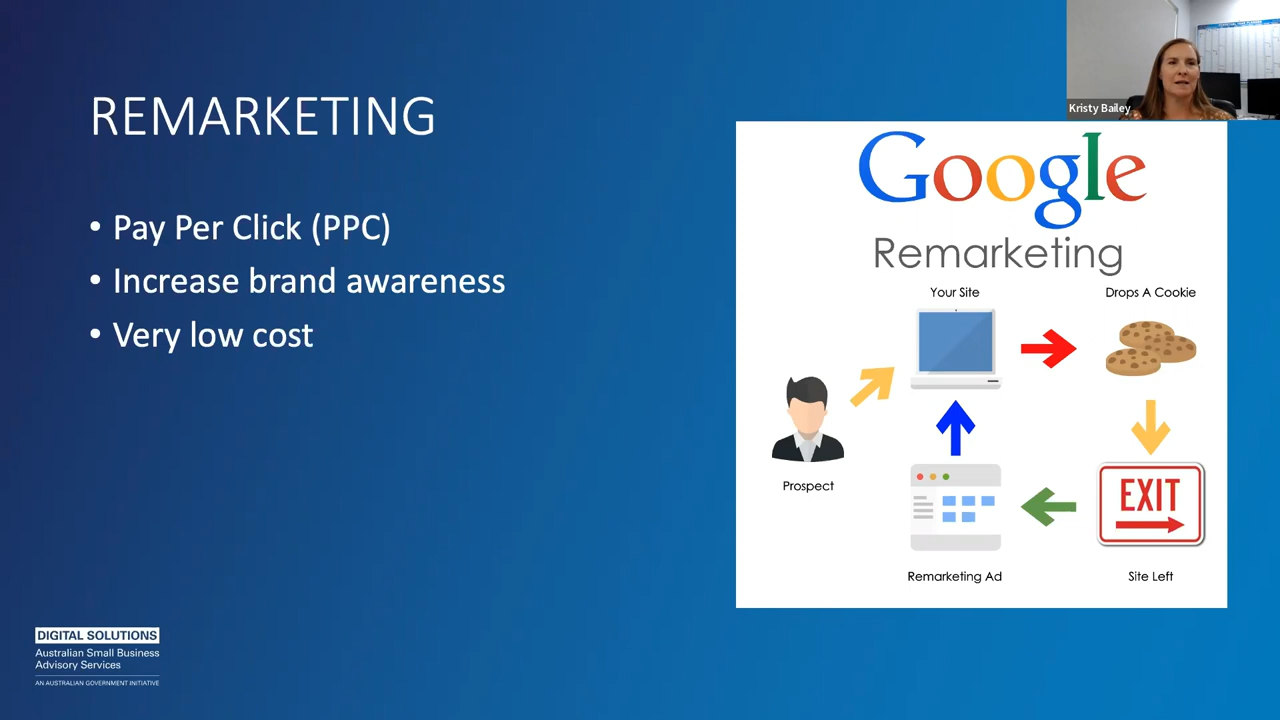 REMARKETING
• Pay Per Click (PPC)
• Increase brand awareness
• Very low cost
Kristy Bailey
Google
Remarketing
Your Site
Drops A Cookie
Prospect
EXIT
Remarketing Ad
Site Left
DIGITAL SOLUTIONS
Australian Small Business
Advisory Services
AN AUSTRALIAN GOVERNMENT INITIATIVE